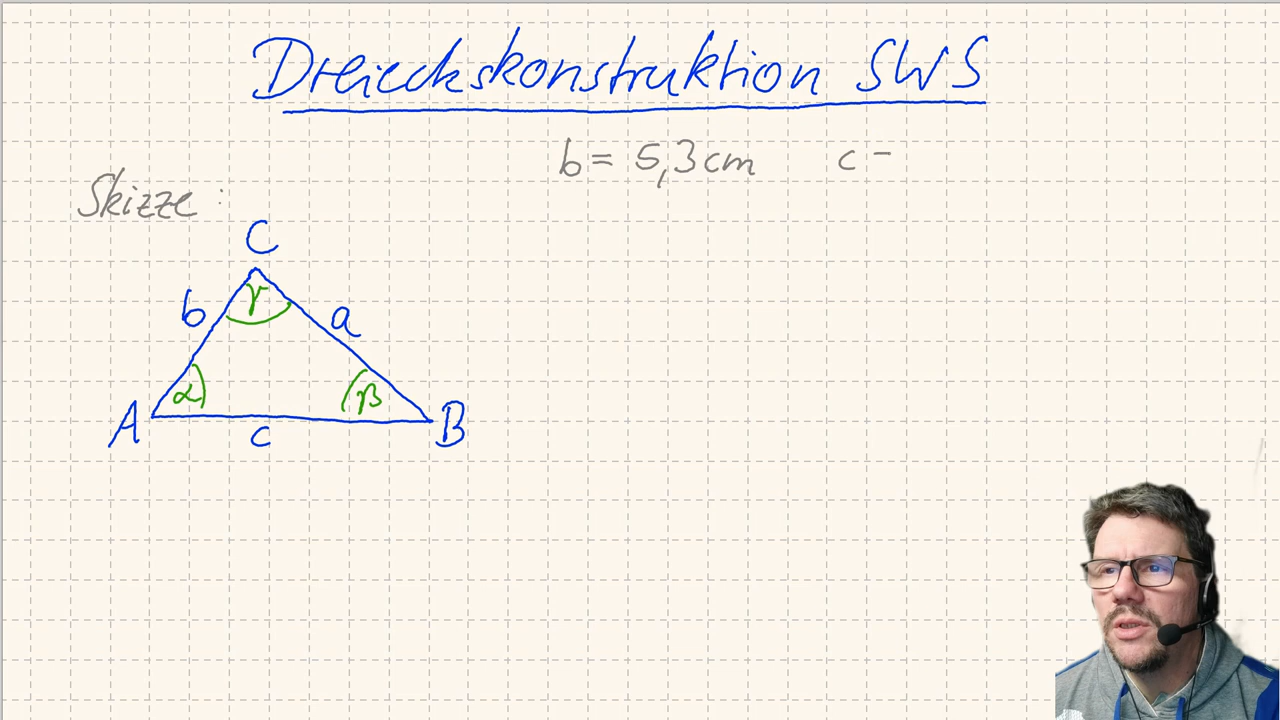 Dreieckskonstruktion SWS
b = 5,3 cm c -
Skizze :
C
γ
b a
α β
A c B